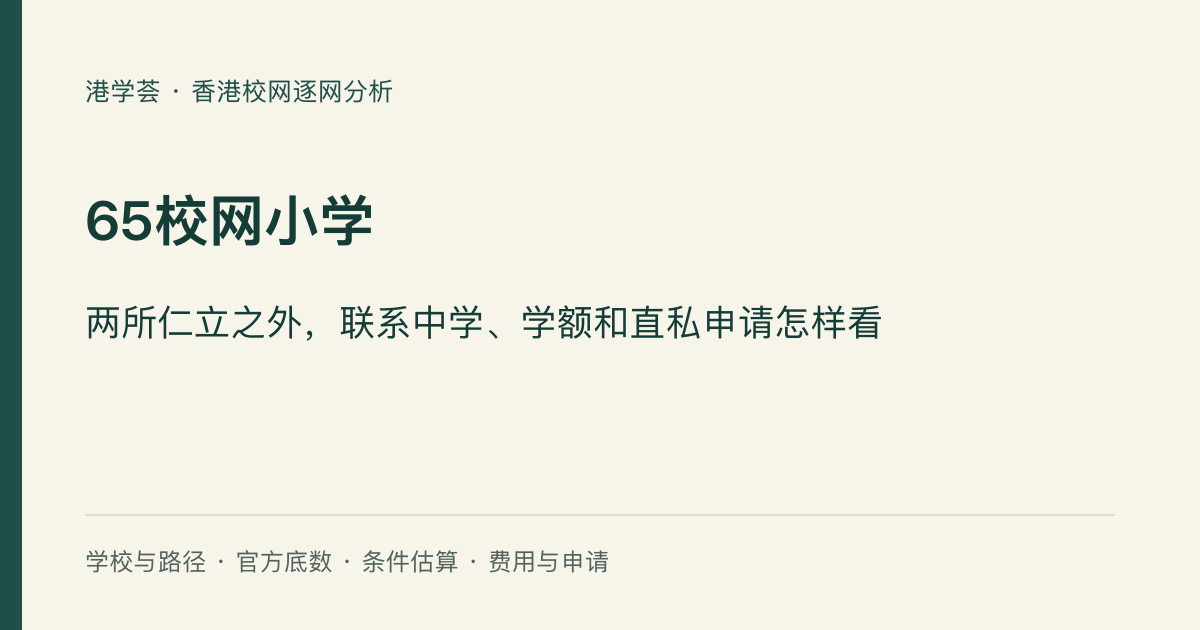 港学荟 · 香港校网逐网分析
65校网小学
两所仁立之外，联系中学、学额和直私申请怎样看
学校与路径 · 官方底数 · 条件估算 · 费用与申请